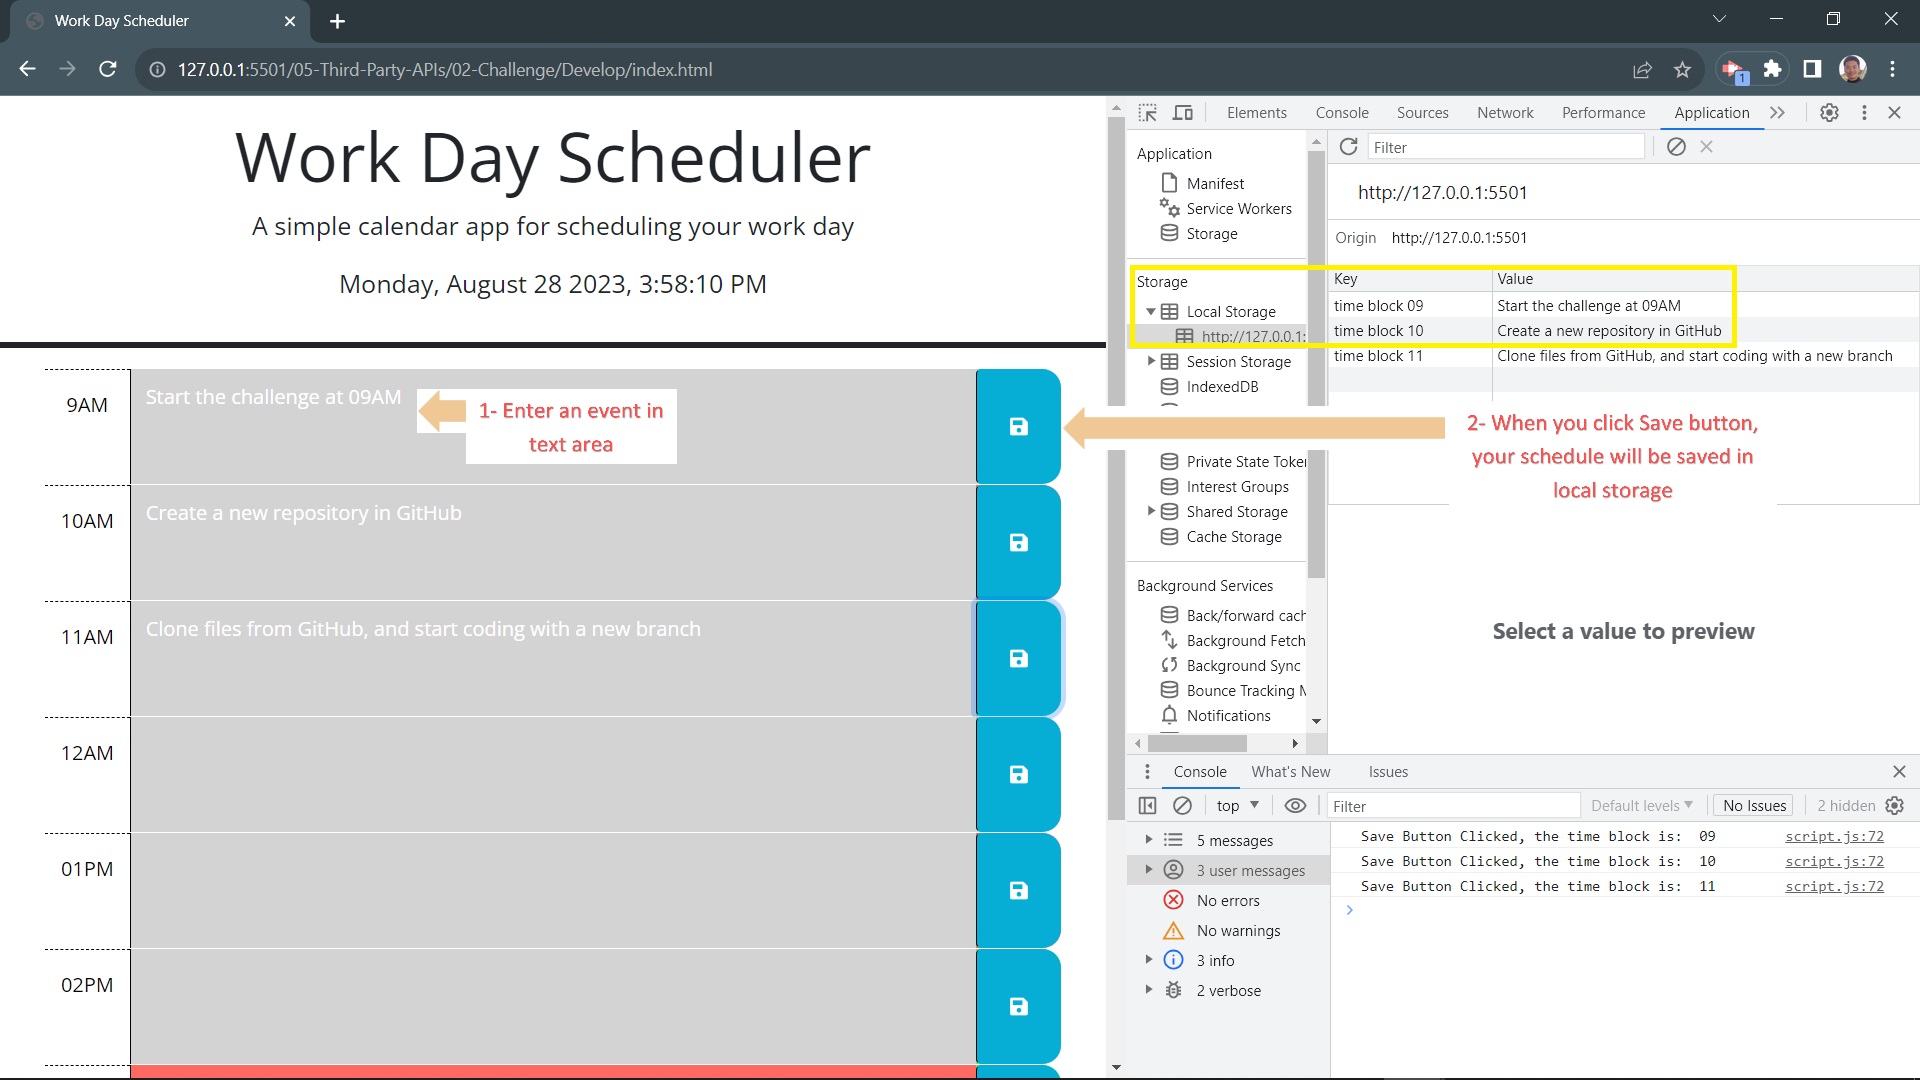 Work Day Scheduler
127.0.0.1:5501/05-Third-Party-APIs/02-Challenge/Develop/index.html
1
Work Day Scheduler
A simple calendar app for scheduling your work day
Monday, August 28 2023, 3:58:10 PM
9AM
Start the challenge at 09AM
1- Enter an event in
text area
10AM
Create a new repository in GitHub
11AM
Clone files from GitHub, and start coding with a new branch
12AM
01PM
02PM
Elements Console Sources Network Performance Application
Application
Manifest
Service Workers
Storage
Storage
Local Storage
http://127.0.0.1:
Session Storage
IndexedDB
Private State Toker
Interest Groups
Shared Storage
Cache Storage
Background Services
Back/forward cach
Background Fetch
Background Sync
Bounce Tracking M
Notifications
Filter
http://127.0.0.1:5501
Origin http://127.0.0.1:5501
Key Value
time block 09 Start the challenge at 09AM
time block 10 Create a new repository in GitHub
time block 11 Clone files from GitHub, and start coding with a new branch
2- When you click Save button,
your schedule will be saved in
local storage
Select a value to preview
Console What's New Issues
top Filter Default levels No Issues 2 hidden
5 messages
3 user messages
No errors
No warnings
3 info
2 verbose
Save Button Clicked, the time block is: 09 script.js:72
Save Button Clicked, the time block is: 10 script.js:72
Save Button Clicked, the time block is: 11 script.js:72